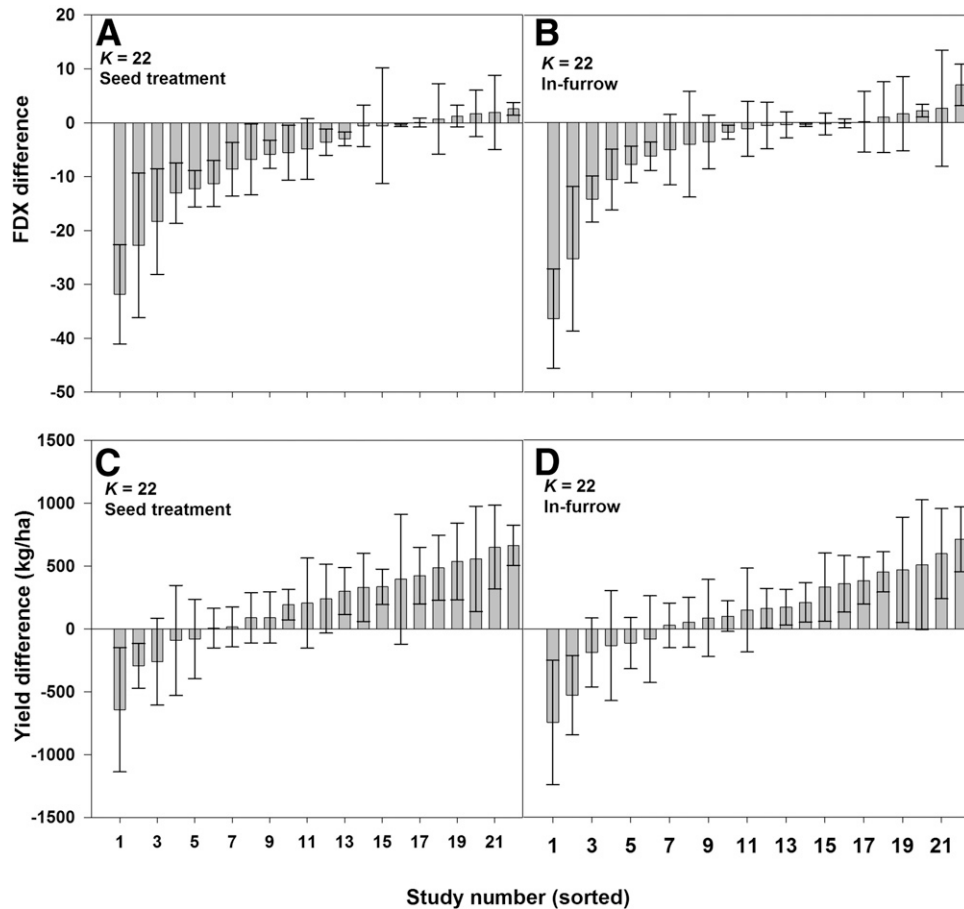 A
K = 22
Seed treatment
B
K = 22
In-furrow
FDX difference
20
10
0
-10
-20
-30
-40
-50
C
K = 22
Seed treatment
D
K = 22
In-furrow
Yield difference (kg/ha)
1500
1000
500
0
-500
-1000
-1500
1 3 5 7 9 11 13 15 17 19 21
1 3 5 7 9 11 13 15 17 19 21
Study number (sorted)